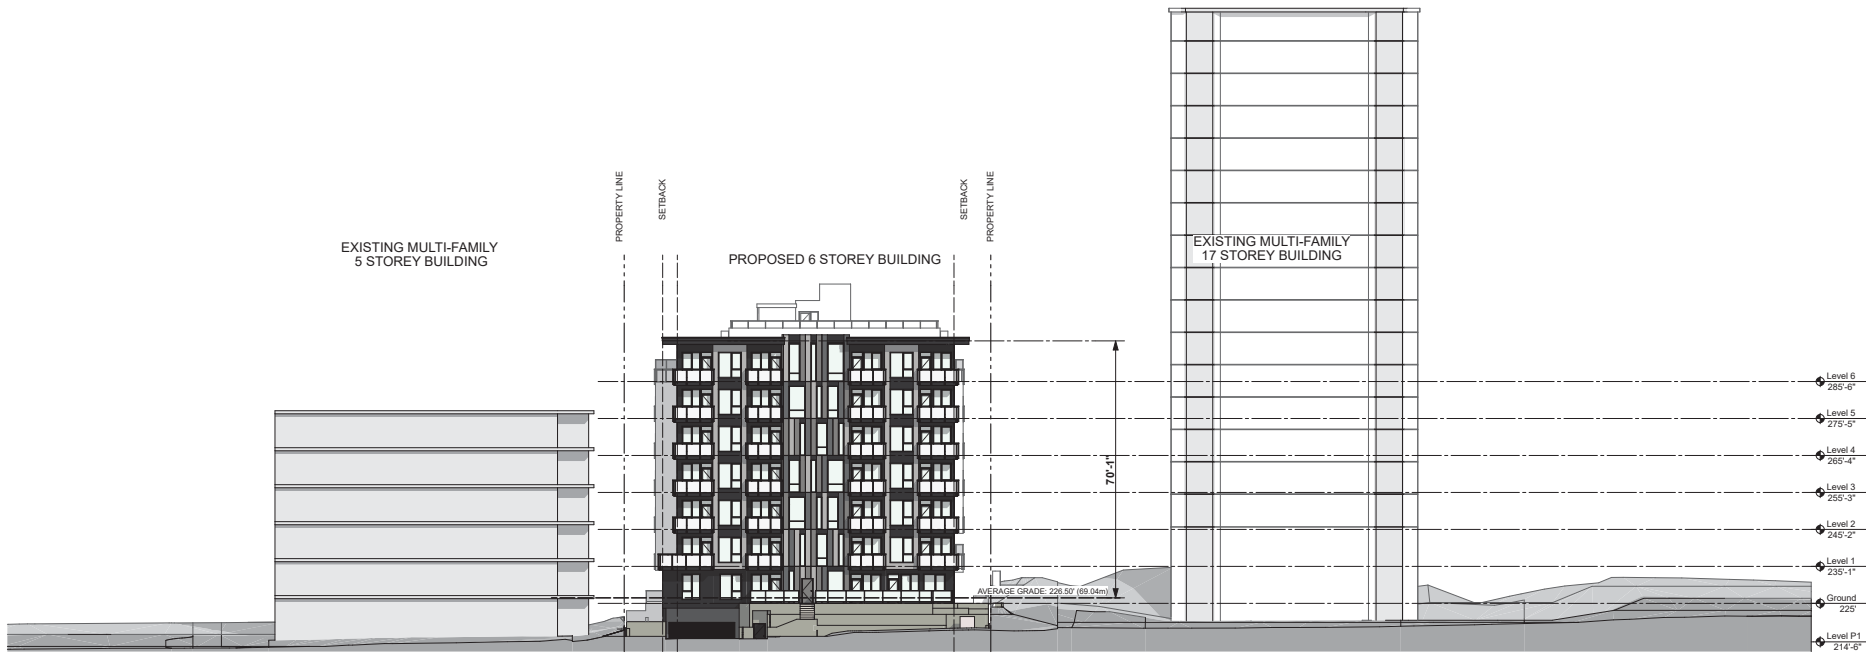 PROPERTY LINE
SETBACK
SETBACK
PROPERTY LINE
EXISTING MULTI-FAMILY
5 STOREY BUILDING
PROPOSED 6 STOREY BUILDING
EXISTING MULTI-FAMILY
17 STOREY BUILDING
70'-1"
Level 6
285'-6"
Level 5
275'-5"
Level 4
265'-4"
Level 3
255'-3"
Level 2
245'-2"
Level 1
235'-1"
AVERAGE GRADE: 226.50' (69.04m)
Ground
225'
Level P1
214'-6"